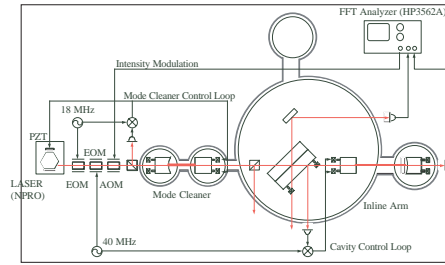 FFT Analyzer (HP3562A)
Intensity Modulation
Mode Cleaner Control Loop
18 MHz
PZT
EOM
LASER
(NPRO)
EOM
AOM
Mode Cleaner
Inline Arm
40 MHz
Cavity Control Loop